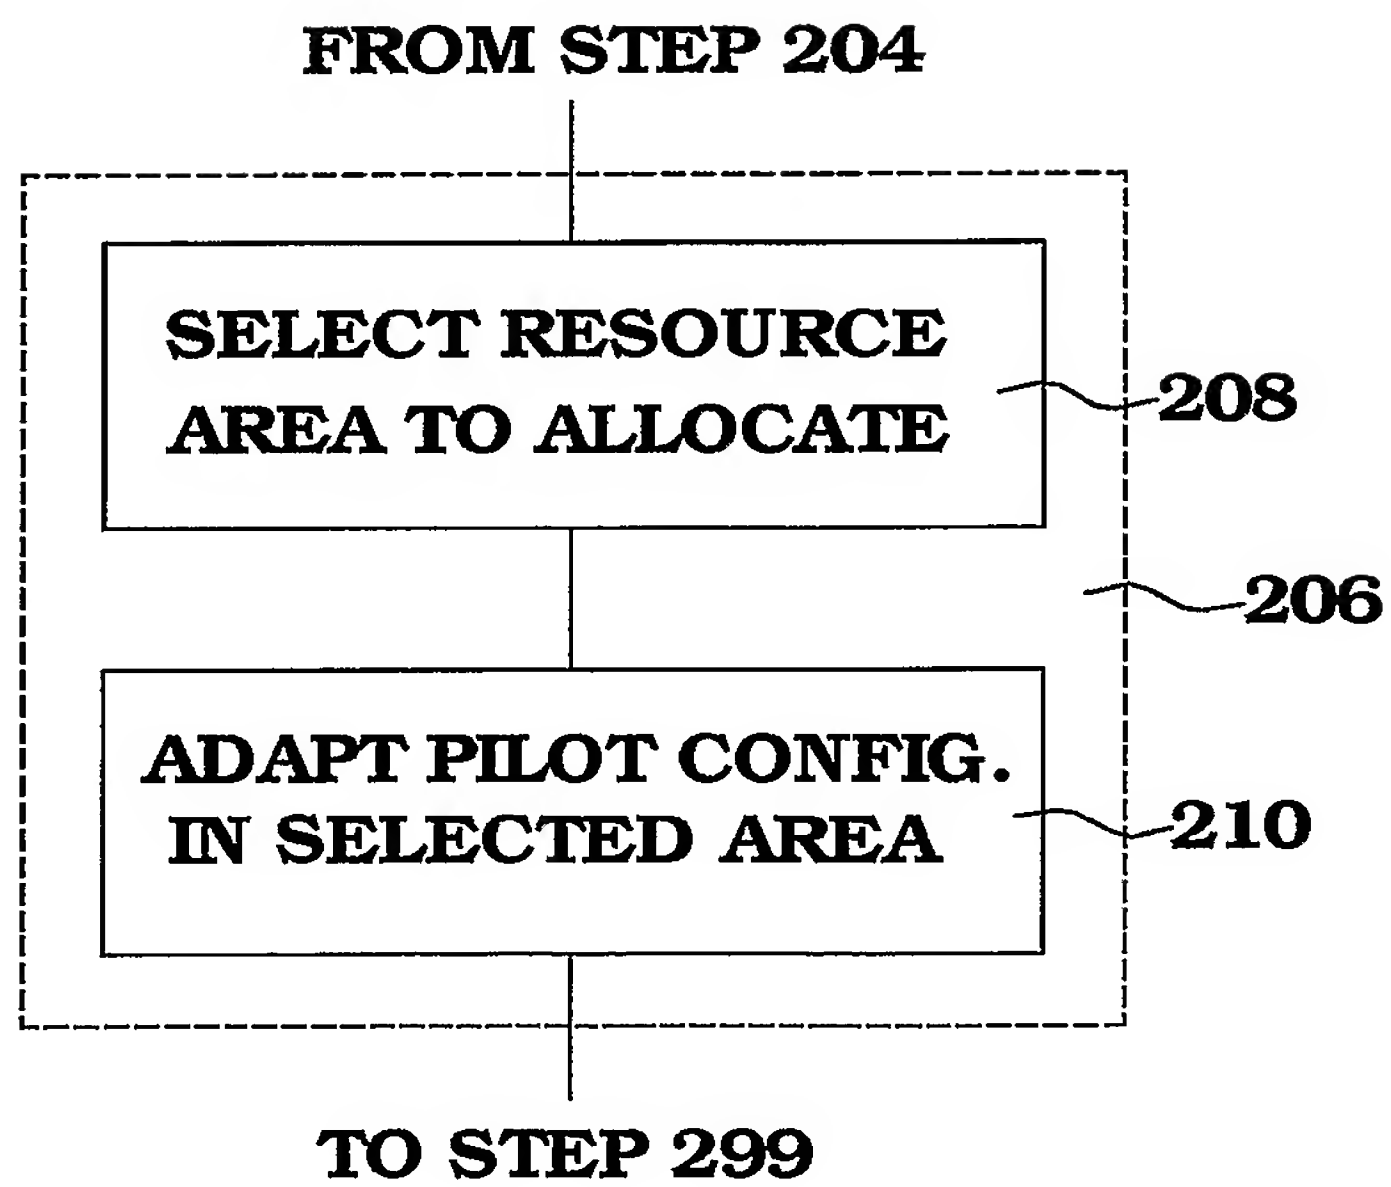 FROM STEP 204
SELECT RESOURCE
AREA TO ALLOCATE
208
206
ADAPT PILOT CONFIG.
IN SELECTED AREA
210
TO STEP 299